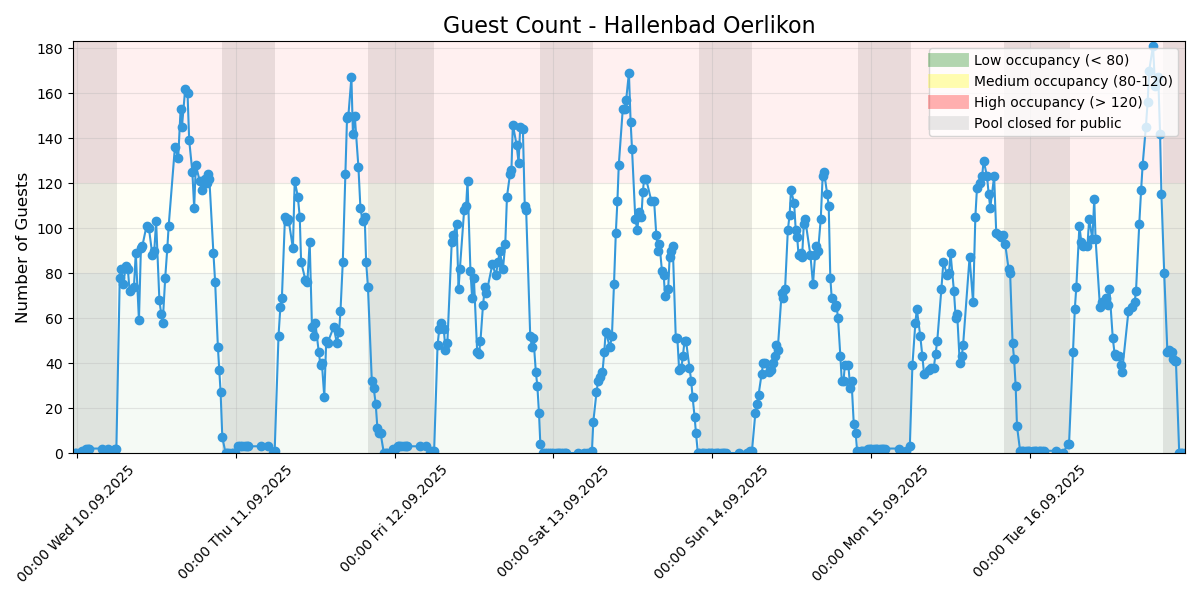 Guest Count - Hallenbad Oerlikon
Number of Guests
180
160
140
120
100
80
60
40
20
0
Low occupancy (< 80)
Medium occupancy (80-120)
High occupancy (> 120)
Pool closed for public
00:00 Wed 10.09.2025
00:00 Thu 11.09.2025
00:00 Fri 12.09.2025
00:00 Sat 13.09.2025
00:00 Sun 14.09.2025
00:00 Mon 15.09.2025
00:00 Tue 16.09.2025